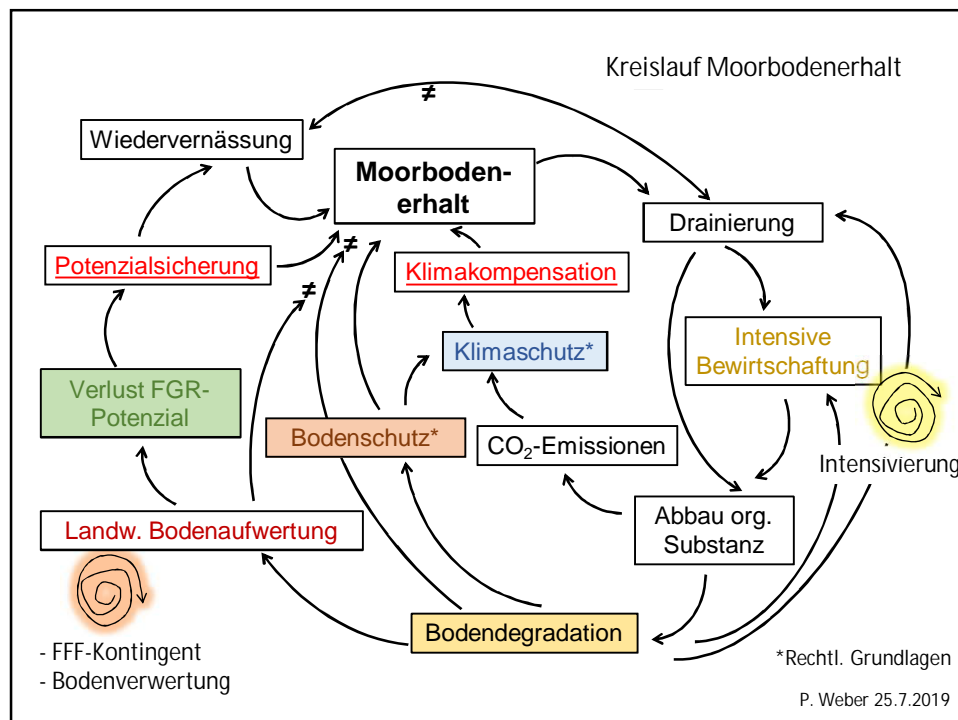 Kreislauf Moorbodenerhalt
≠
Wiedervernässung
Moorboden-
erhalt
Drainierung
≠
Potenzialsicherung
Klimakompensation
≠
Klimaschutz*
Intensive
Bewirtschaftung
Verlust FGR-
Potenzial
Bodenschutz*
CO₂-Emissionen
Intensivierung
Landw. Bodenaufwertung
Abbau org.
Substanz
Bodendegradation
- FFF-Kontingent
- Bodenverwertung
*Rechtl. Grundlagen
P. Weber 25.7.2019